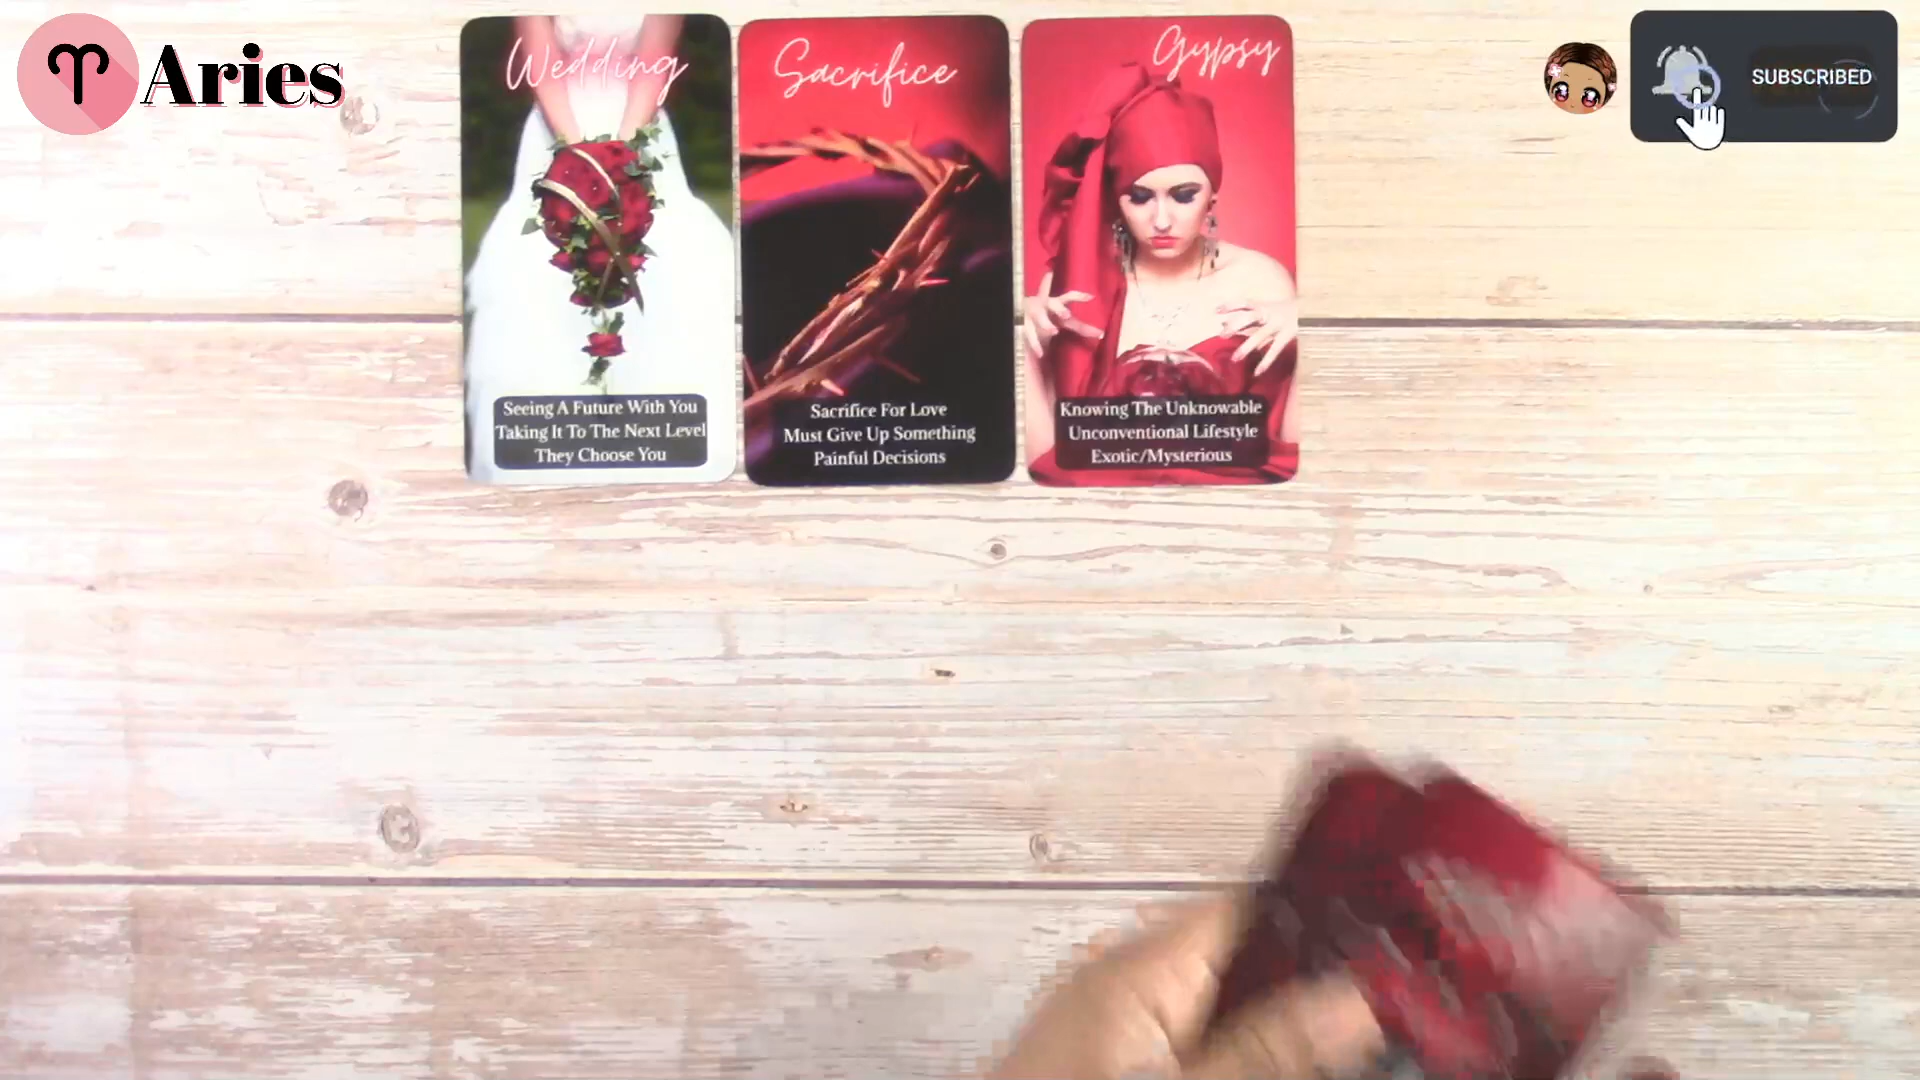 Aries
Wedding
Seeing A Future With You
Taking It To The Next Level
They Choose You
Sacrifice
Sacrifice For Love
Must Give Up Something
Painful Decisions
Gypsy
Knowing The Unknowable
Unconventional Lifestyle
Exotic/Mysterious
SUBSCRIBED